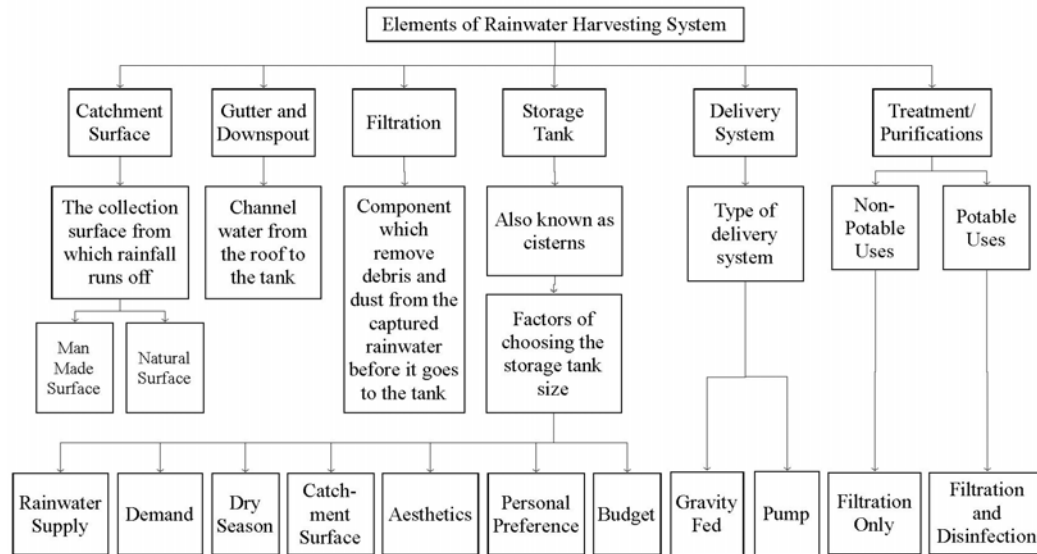 Elements of Rainwater Harvesting System
Catchment
Surface
Gutter and
Downspout
Filtration
Storage
Tank
Delivery
System
Treatment/
Purifications
The collection
surface from
which rainfall
runs off
Channel
water from
the roof to
the tank
Component
which
remove
debris and
dust from the
captured
rainwater
before it goes
to the tank
Also known as
cisterns
Type of
delivery
system
Non-
Potable
Uses
Potable
Uses
Man
Made
Surface
Natural
Surface
Factors of
choosing the
storage tank
size
Rainwater
Supply
Demand
Dry
Season
Catch-
ment
Surface
Aesthetics
Personal
Preference
Budget
Gravity
Fed
Pump
Filtration
Only
Filtration
and
Disinfection